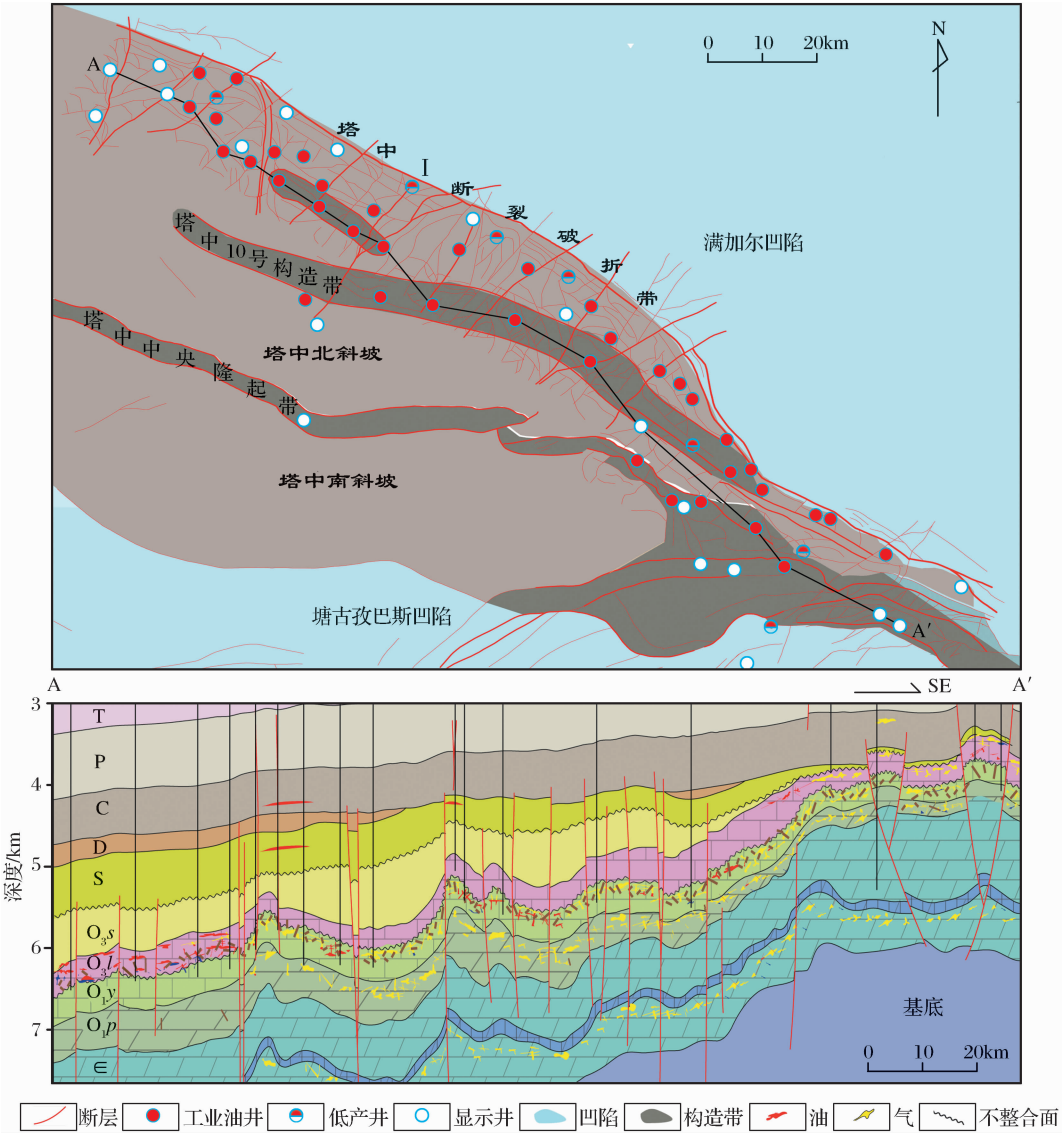 N
0 10 20km
A
塔中Ⅰ断裂破折带
满加尔凹陷
塔中10号构造带
塔中北斜坡
塔中中央隆起带
塔中南斜坡
塘古孜巴斯凹陷
A′
A
SE
A′
深度/km
3
4
5
6
7
T
P
C
D
S
O₃s
O₃l
O₁y
O₁p
∈
基底
0 10 20km
断层 工业油井 低产井 显示井 凹陷 构造带 油 气 不整合面